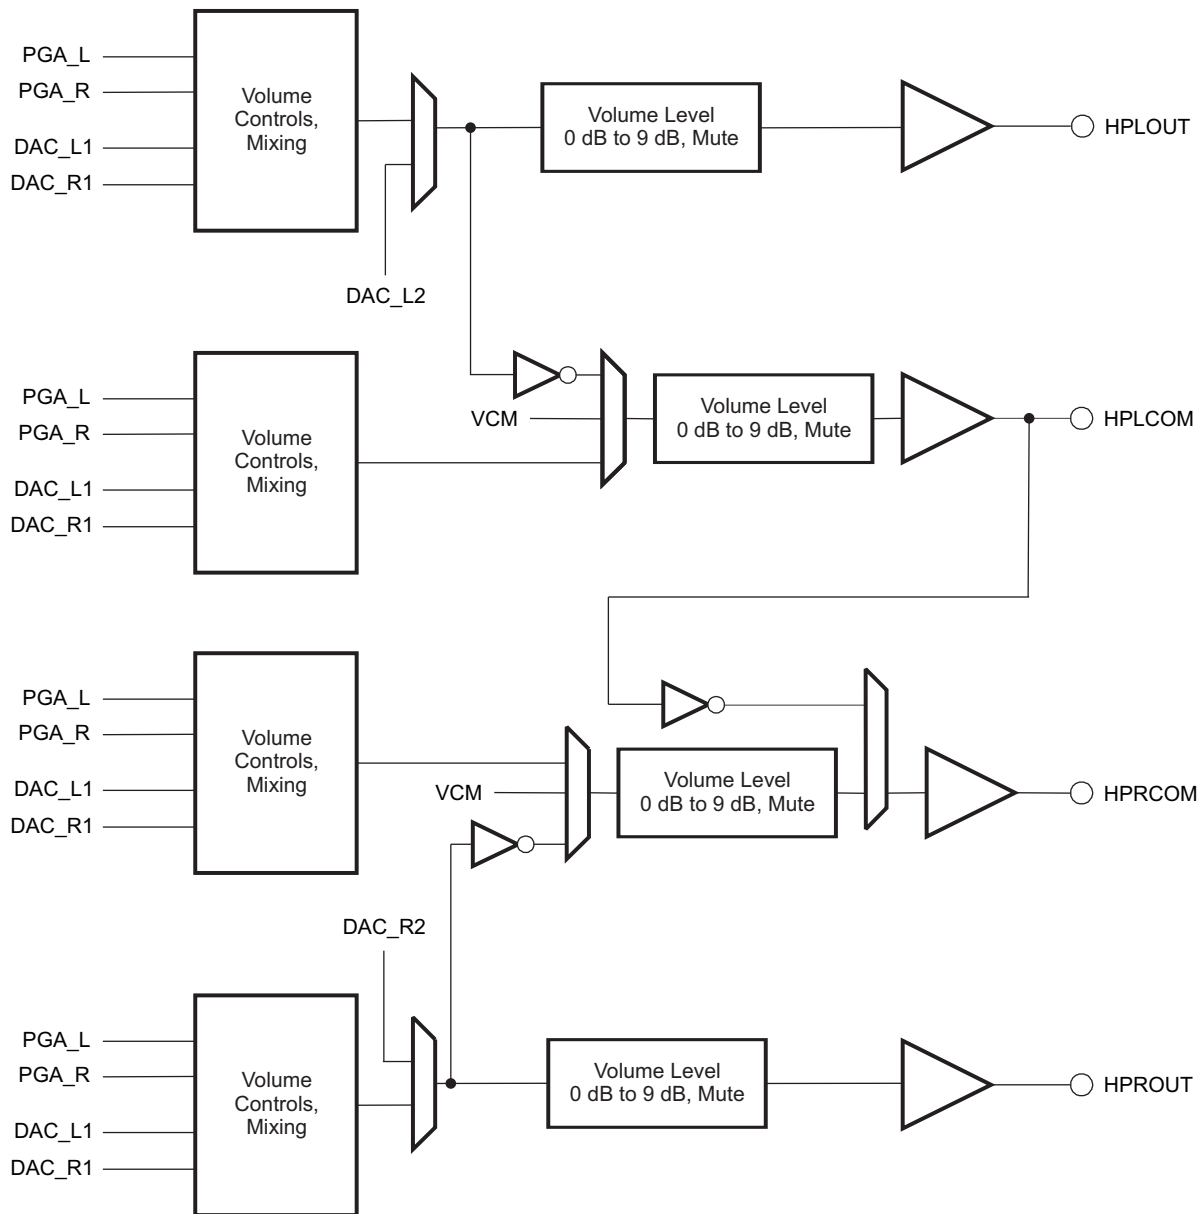 PGA_L
PGA_R
DAC_L1
DAC_R1
Volume
Controls,
Mixing
DAC_L2
Volume Level
0 dB to 9 dB, Mute
HPLOUT
PGA_L
PGA_R
DAC_L1
DAC_R1
Volume
Controls,
Mixing
VCM
Volume Level
0 dB to 9 dB, Mute
HPLCOM
PGA_L
PGA_R
DAC_L1
DAC_R1
Volume
Controls,
Mixing
VCM
Volume Level
0 dB to 9 dB, Mute
HPRCOM
DAC_R2
PGA_L
PGA_R
DAC_L1
DAC_R1
Volume
Controls,
Mixing
Volume Level
0 dB to 9 dB, Mute
HPROUT